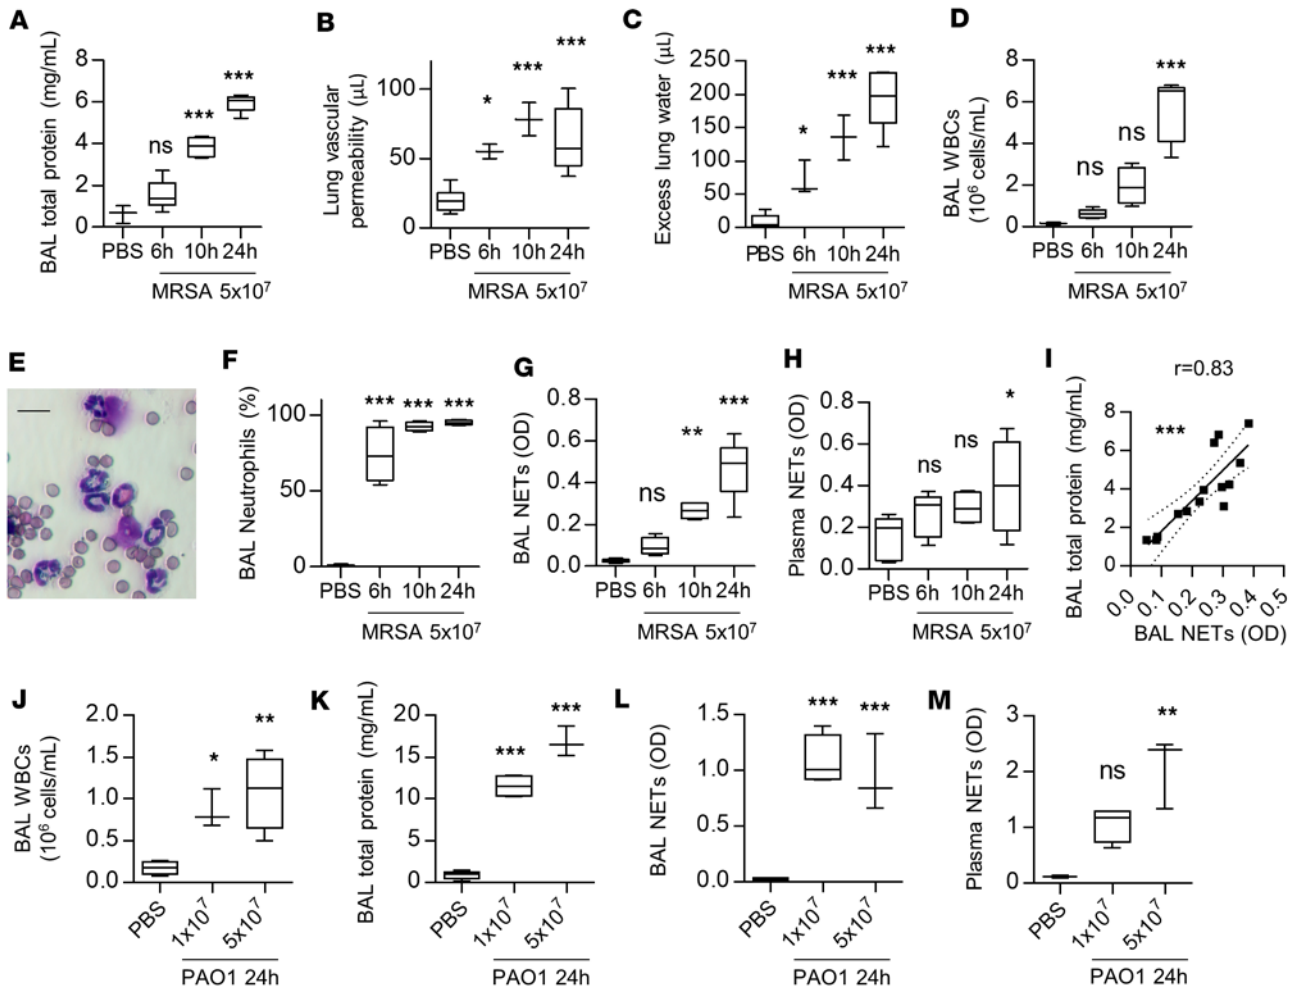 A
BAL total protein (mg/mL)
8
6
4
2
0
ns
***
***
PBS 6h 10h 24h
MRSA 5x10⁷
B
Lung vascular
permeability (µL)
100
50
0
*
***
***
PBS 6h 10h 24h
MRSA 5x10⁷
C
Excess lung water (µL)
250
200
150
100
50
0
*
***
***
PBS 6h 10h 24h
MRSA 5x10⁷
D
BAL WBCs
(10⁶ cells/mL)
8
6
4
2
0
ns
ns
***
PBS 6h 10h 24h
MRSA 5x10⁷
E
F
BAL Neutrophils (%)
100
50
0
*** *** ***
PBS 6h 10h 24h
MRSA 5x10⁷
G
BAL NETs (OD)
0.8
0.6
0.4
0.2
0.0
ns
**
***
PBS 6h 10h 24h
MRSA 5x10⁷
H
Plasma NETs (OD)
0.8
0.6
0.4
0.2
0.0
ns
ns
*
PBS 6h 10h 24h
MRSA 5x10⁷
I
r=0.83
BAL total protein (mg/mL)
8
6
4
2
0
***
0.0 0.1 0.2 0.3 0.4 0.5
BAL NETs (OD)
J
BAL WBCs
(10⁶ cells/mL)
2.0
1.5
1.0
0.5
0.0
*
**
PBS 1x10⁷ 5x10⁷
PAO1 24h
K
BAL total protein (mg/mL)
20
15
10
5
0
***
***
PBS 1x10⁷ 5x10⁷
PAO1 24h
L
BAL NETs (OD)
1.5
1.0
0.5
0.0
*** ***
PBS 1x10⁷ 5x10⁷
PAO1 24h
M
Plasma NETs (OD)
3
2
1
0
ns
**
PBS 1x10⁷ 5x10⁷
PAO1 24h